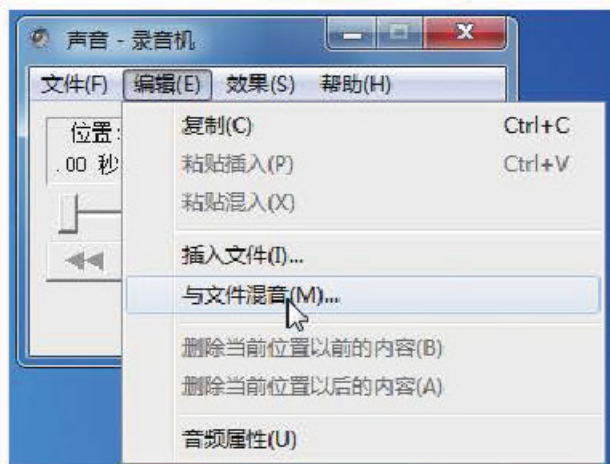 声音 - 录音机
文件(F) 编辑(E) 效果(S) 帮助(H)
位置:
.00 秒
复制(C) Ctrl+C
粘贴插入(P) Ctrl+V
粘贴混入(X)
插入文件(I)...
与文件混音(M)...
删除当前位置以前的内容(B)
删除当前位置以后的内容(A)
音频属性(U)